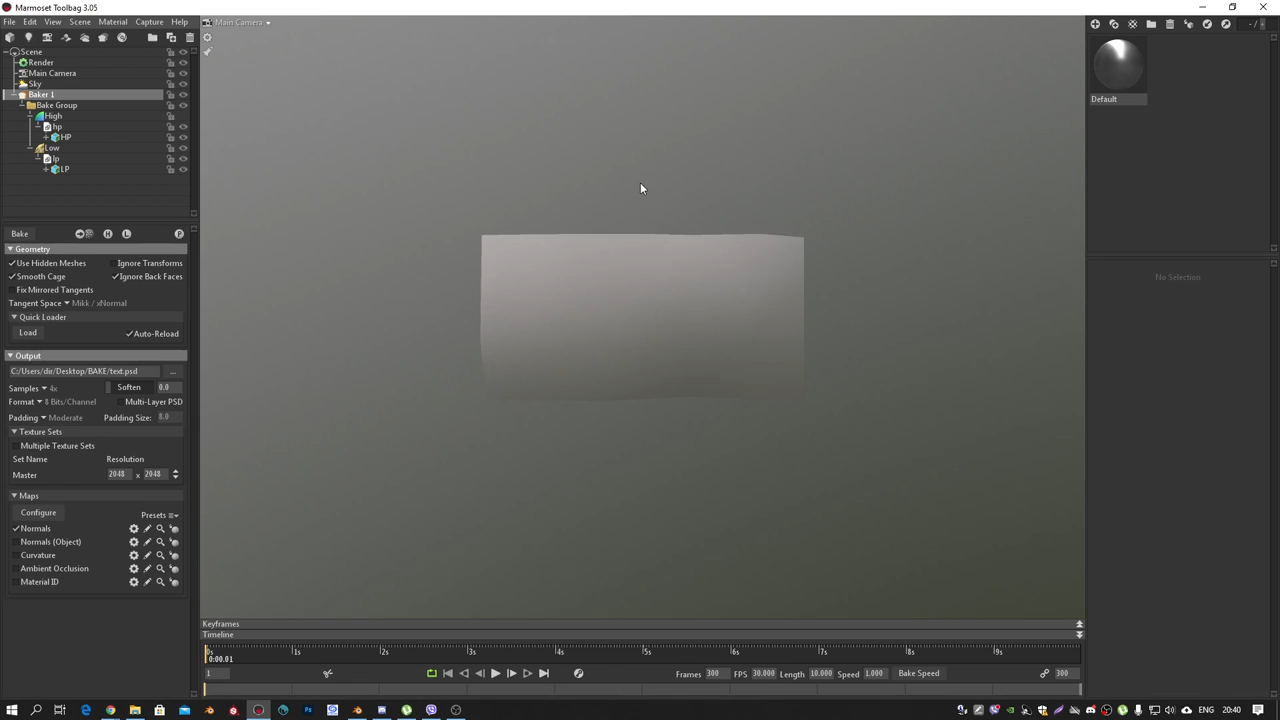 Marmoset Toolbag 3.05
File Edit View Scene Material Capture Help
Main Camera
Scene
Render
Main Camera
Sky
Baker 1
Bake Group
High
hp
HP
Low
lp
LP
Default
No Selection
Bake H L P
Geometry
Use Hidden Meshes Ignore Transforms
Smooth Cage Ignore Back Faces
Fix Mirrored Tangents
Tangent Space Mikk / xNormal
Quick Loader
Load Auto-Reload
Output
C:/Users/dir/Desktop/BAKE/text.psd ...
Samples 4x Soften 0.0
Format 8 Bits/Channel Multi-Layer PSD
Padding Moderate Padding Size: 8.0
Texture Sets
Multiple Texture Sets
Set Name Resolution
Master 2048 x 2048
Maps
Configure Presets
Normals
Normals (Object)
Curvature
Ambient Occlusion
Material ID
Keyframes
Timeline
0s 1s 2s 3s 4s 5s 6s 7s 8s 9s
0:00.01
1 Frames 300 FPS 30.000 Length 10.000 Speed 1.000 Bake Speed 300
ENG 20:40